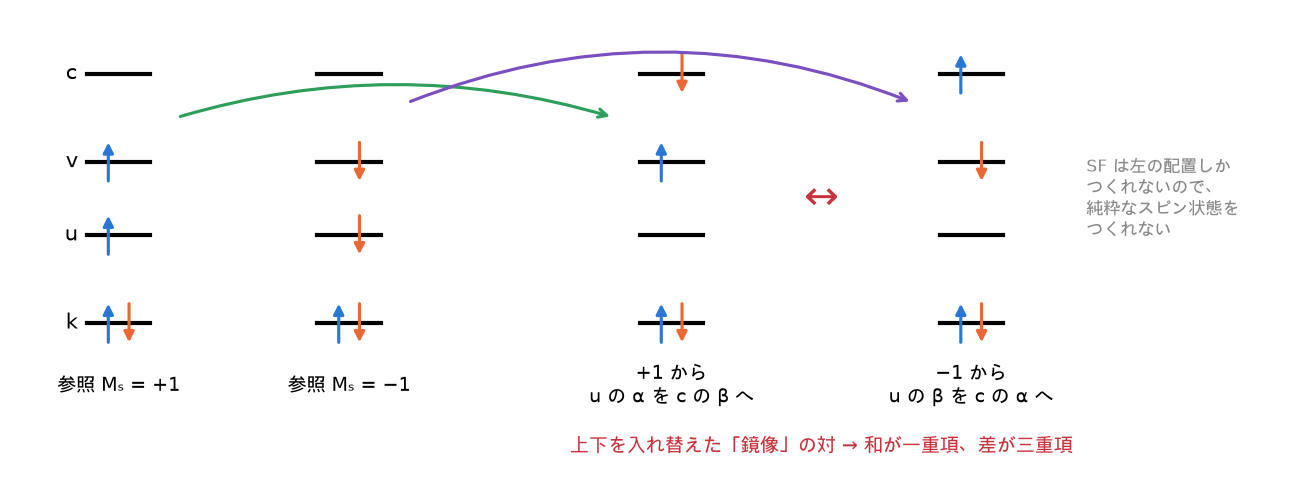 c
v
u
k
参照 Mₛ = +1
参照 Mₛ = −1
+1 から
u の α を c の β へ
−1 から
u の β を c の α へ
↔
SF は左の配置しか
つくれないので、
純粋なスピン状態を
つくれない
上下を入れ替えた「鏡像」の対 → 和が一重項、差が三重項